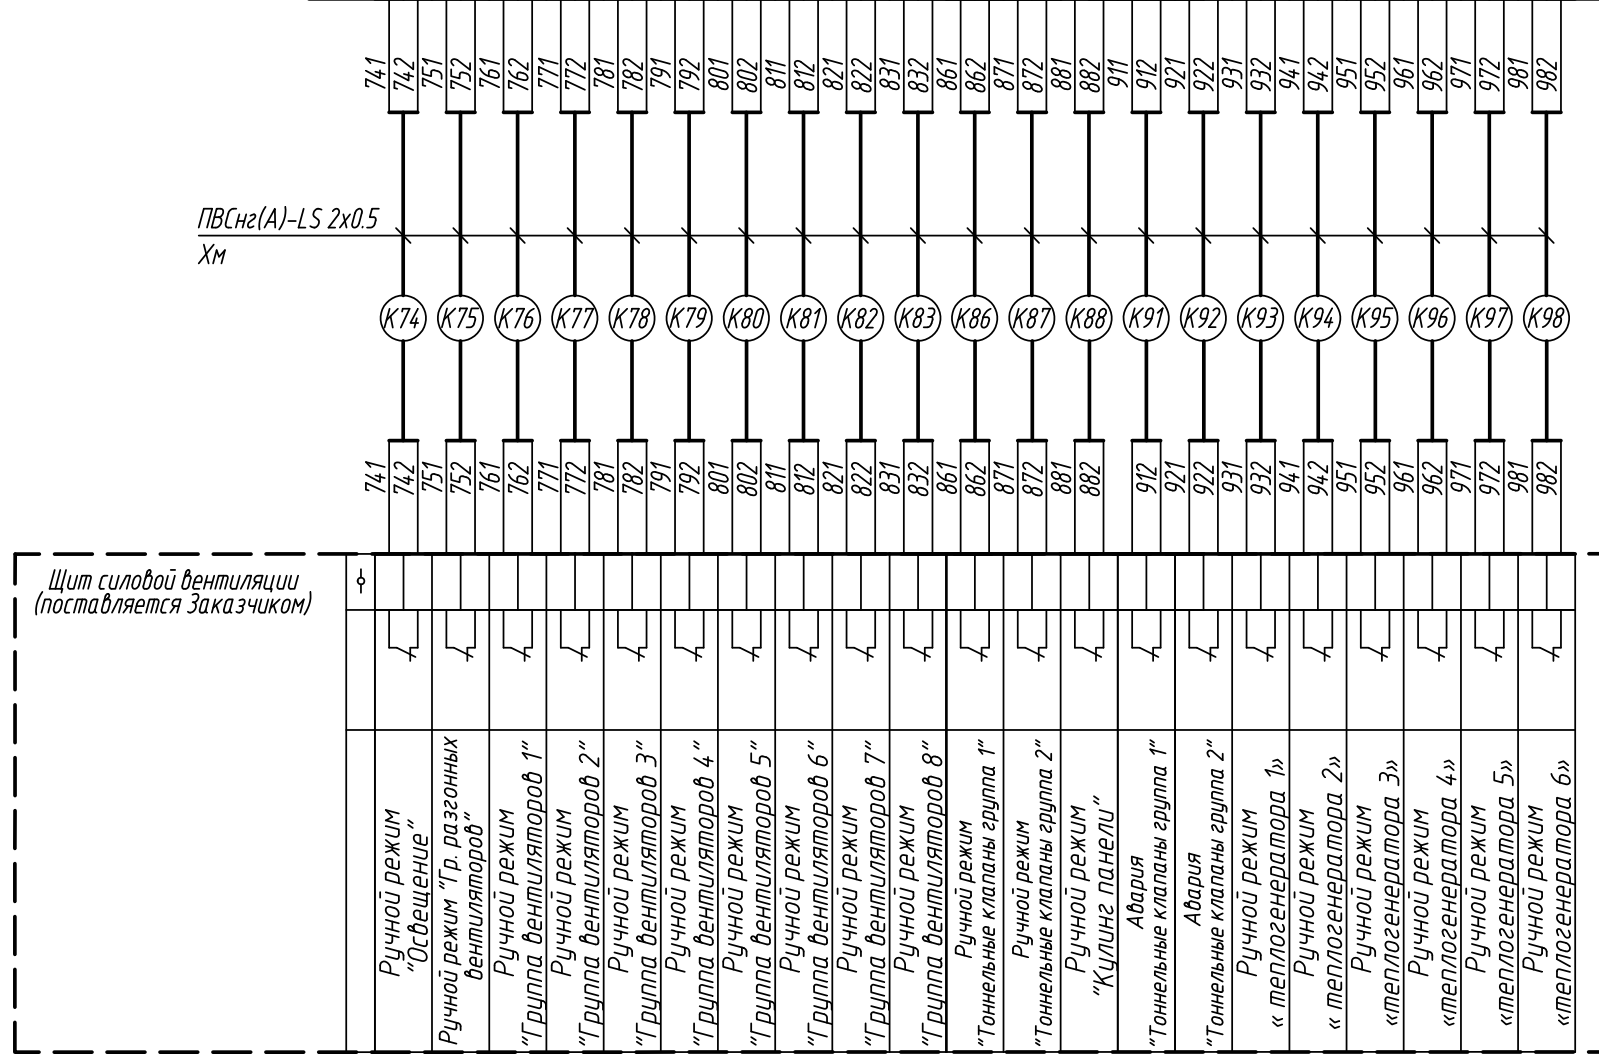 741 742 751 752 761 762 771 772 781 782 791 792 801 802 811 812 821 822 831 832 861 862 871 872 881 882 911 912 921 922 931 932 941 942 951 952 961 962 971 972 981 982
ПВСнг(А)-LS 2х0.5
Хм
К74 К75 К76 К77 К78 К79 К80 К81 К82 К83 К86 К87 К88 К91 К92 К93 К94 К95 К96 К97 К98
741 742 751 752 761 762 771 772 781 782 791 792 801 802 811 812 821 822 831 832 861 862 871 872 881 882 912 921 922 931 932 941 942 951 952 961 962 971 972 981 982
Щит силовой вентиляции
(поставляется Заказчиком)
Ручной режим
"Освещение"
Ручной режим "Гр. разгонных
вентиляторов"
Ручной режим
"Группа вентиляторов 1"
Ручной режим
"Группа вентиляторов 2"
Ручной режим
"Группа вентиляторов 3"
Ручной режим
"Группа вентиляторов 4"
Ручной режим
"Группа вентиляторов 5"
Ручной режим
"Группа вентиляторов 6"
Ручной режим
"Группа вентиляторов 7"
Ручной режим
"Группа вентиляторов 8"
Ручной режим
"Тоннельные клапаны группа 1"
Ручной режим
"Тоннельные клапаны группа 2"
Ручной режим
"Кулинг панели"
Авария
"Тоннельные клапаны группа 1"
Авария
"Тоннельные клапаны группа 2"
Ручной режим
« теплогенератора 1»
Ручной режим
« теплогенератора 2»
Ручной режим
«теплогенератора 3»
Ручной режим
«теплогенератора 4»
Ручной режим
«теплогенератора 5»
Ручной режим
«теплогенератора 6»